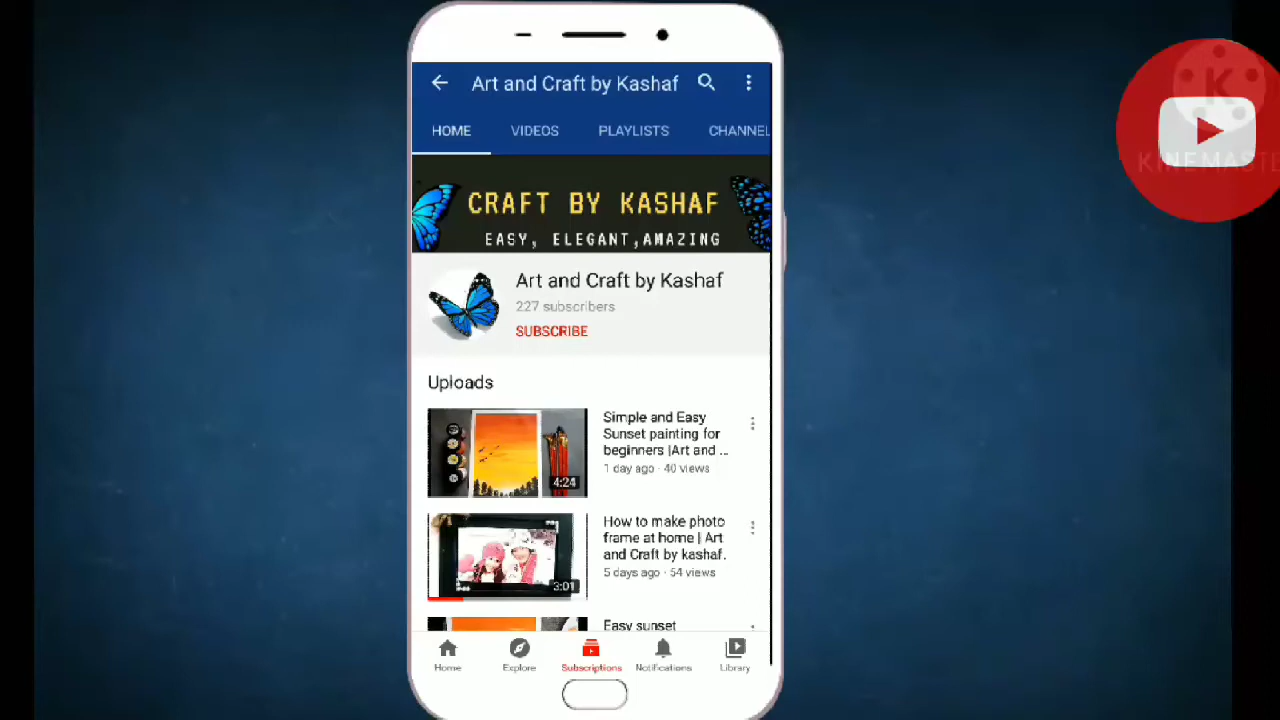 Art and Craft by Kashaf
HOME VIDEOS PLAYLISTS CHANNEL
CRAFT BY KASHAF
EASY, ELEGANT,AMAZING
Art and Craft by Kashaf
227 subscribers
SUBSCRIBE
Uploads
Simple and Easy
Sunset painting for
beginners |Art and ...
1 day ago · 40 views
4:24
How to make photo
frame at home | Art
and Craft by kashaf.
5 days ago · 54 views
3:01
Easy sunset
Home Explore Subscriptions Notifications Library
K
KINEMASTE